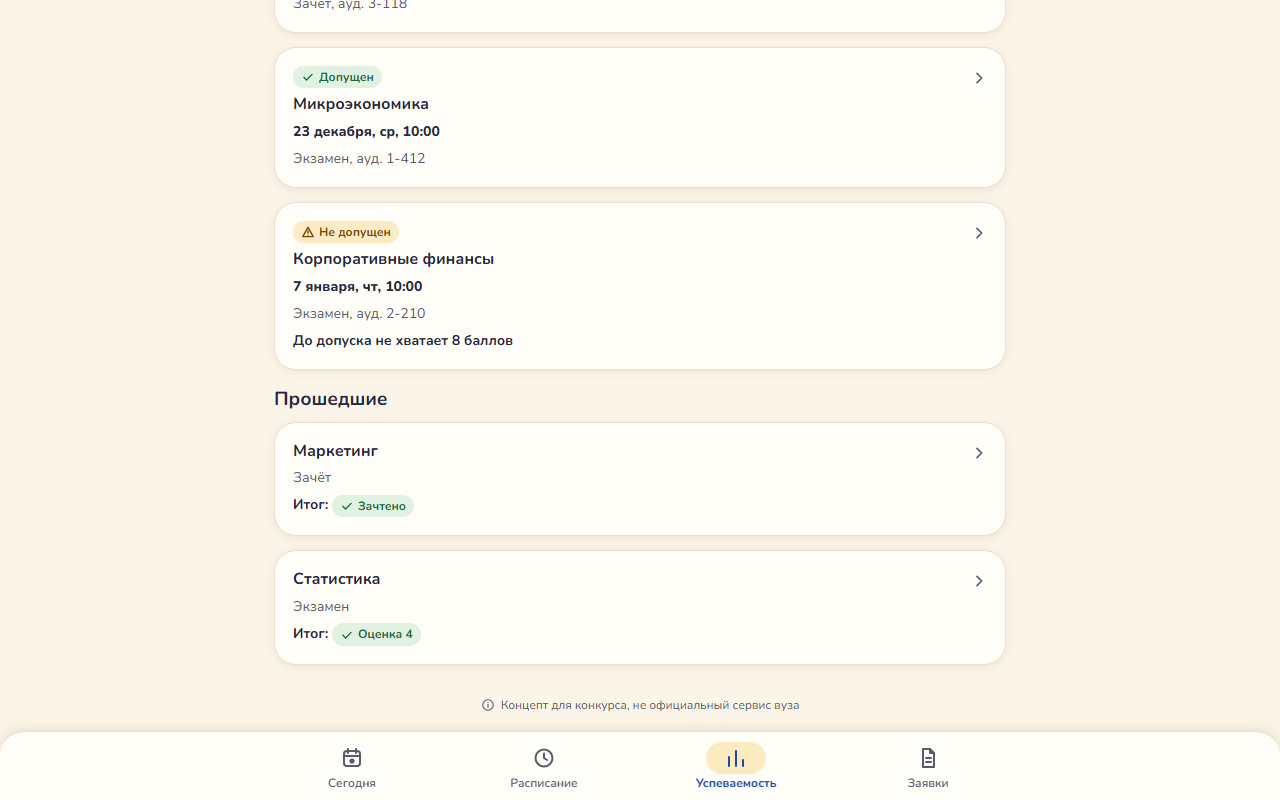 Зачёт, ауд. 3-118
Допущен
Микроэкономика
23 декабря, ср, 10:00
Экзамен, ауд. 1-412
Не допущен
Корпоративные финансы
7 января, чт, 10:00
Экзамен, ауд. 2-210
До допуска не хватает 8 баллов
Прошедшие
Маркетинг
Зачёт
Итог: Зачтено
Статистика
Экзамен
Итог: Оценка 4
Концепт для конкурса, не официальный сервис вуза
Сегодня Расписание Успеваемость Заявки